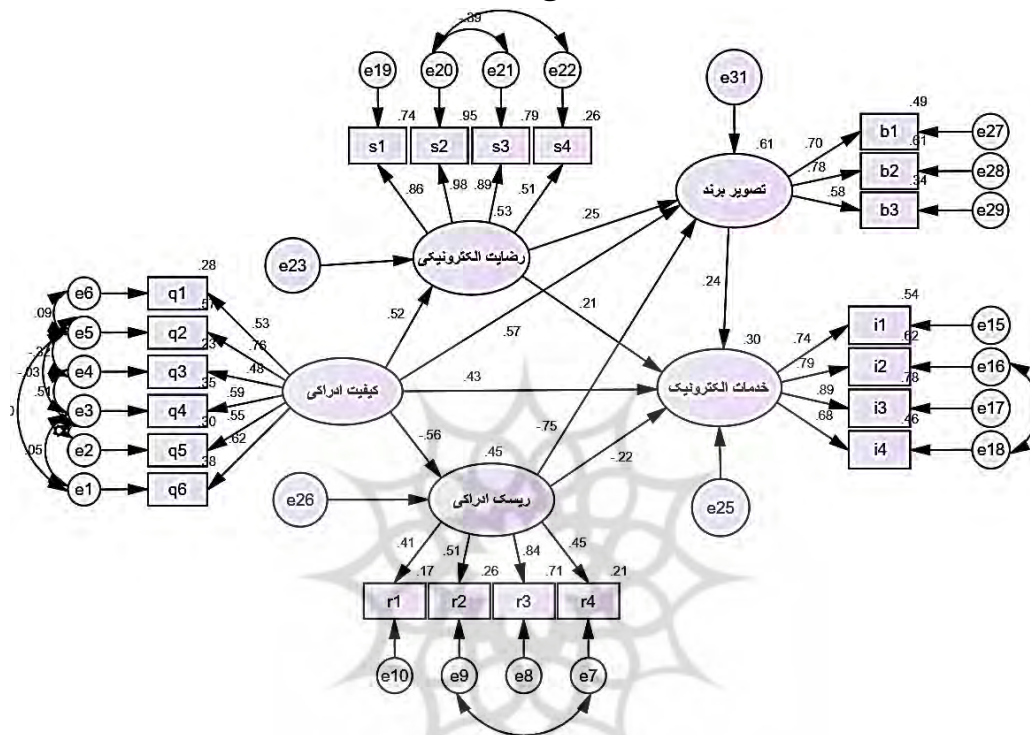 -.39
e19 e20 e21 e22
.74 .95 .79 .26
s1 s2 s3 s4
.86 .98 .89 .51
.53
رضایت الکترونیکی
e23
e31
.61
تصویر برند
.49
.70 b1 e27
.61
.78 b2 e28
.34
.58 b3 e29
.25
.52
.57
.21
.24
.28
e6 q1 .53
.57
.09
e5 q2 .76
.23
-.32
e4 q3 .48
-.03
.35
.51
e3 q4 .59
.30
e2 q5 .55
.38
.05
e1 q6 .62
0
کیفیت ادراکی
.43
.30
خدمات الکترونیک
.54
.74 i1 e15
.62
.79 i2 e16
.78
.89 i3 e17
.46
.68 i4 e18
-.56
-.75
-.22
.45
ریسک ادراکی
e26
e25
.41 .51 .84 .45
.17 .26 .71 .21
r1 r2 r3 r4
e10 e9 e8 e7